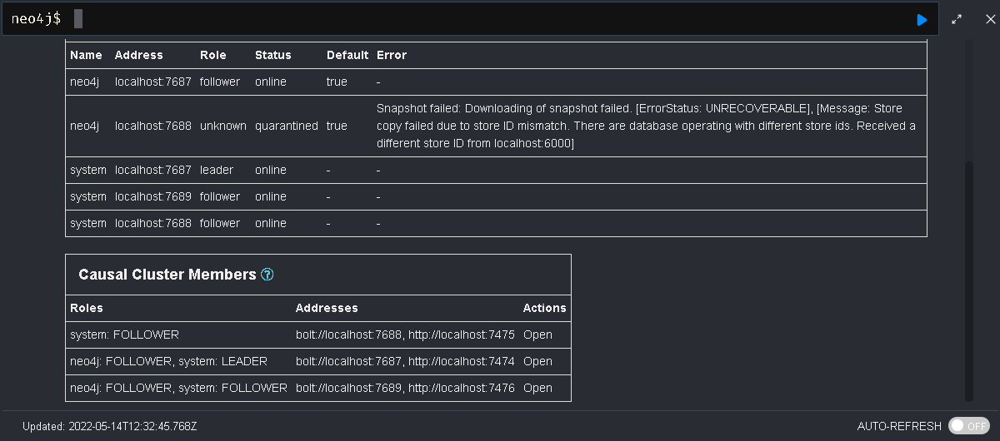 neo4j$
Name Address Role Status Default Error
neo4j localhost:7687 follower online true -
neo4j localhost:7688 unknown quarantined true Snapshot failed: Downloading of snapshot failed. [ErrorStatus: UNRECOVERABLE], [Message: Store
copy failed due to store ID mismatch. There are database operating with different store ids. Received a
different store ID from localhost:6000]
system localhost:7687 leader online - -
system localhost:7689 follower online - -
system localhost:7688 follower online - -
Causal Cluster Members ?
Roles Addresses Actions
system: FOLLOWER bolt://localhost:7688, http://localhost:7475 Open
neo4j: FOLLOWER, system: LEADER bolt://localhost:7687, http://localhost:7474 Open
neo4j: FOLLOWER, system: FOLLOWER bolt://localhost:7689, http://localhost:7476 Open
Updated: 2022-05-14T12:32:45.768Z AUTO-REFRESH OFF